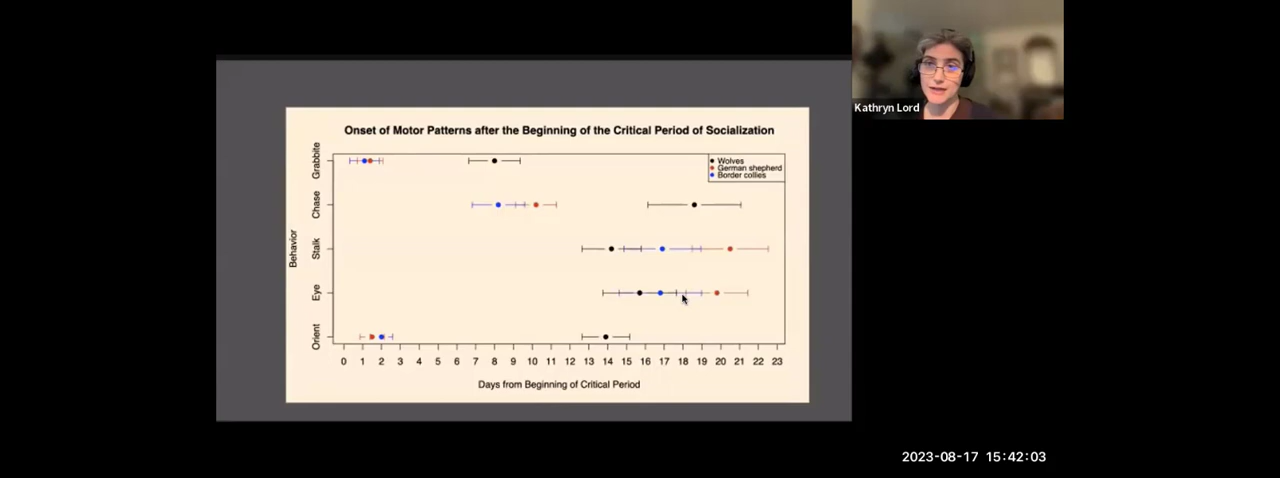 Kathryn Lord
Onset of Motor Patterns after the Beginning of the Critical Period of Socialization
Wolves
German shepherd
Border collies
Behavior
Grabbite
Chase
Stalk
Eye
Orient
0 1 2 3 4 5 6 7 8 9 10 11 12 13 14 15 16 17 18 19 20 21 22 23
Days from Beginning of Critical Period
2023-08-17 15:42:03